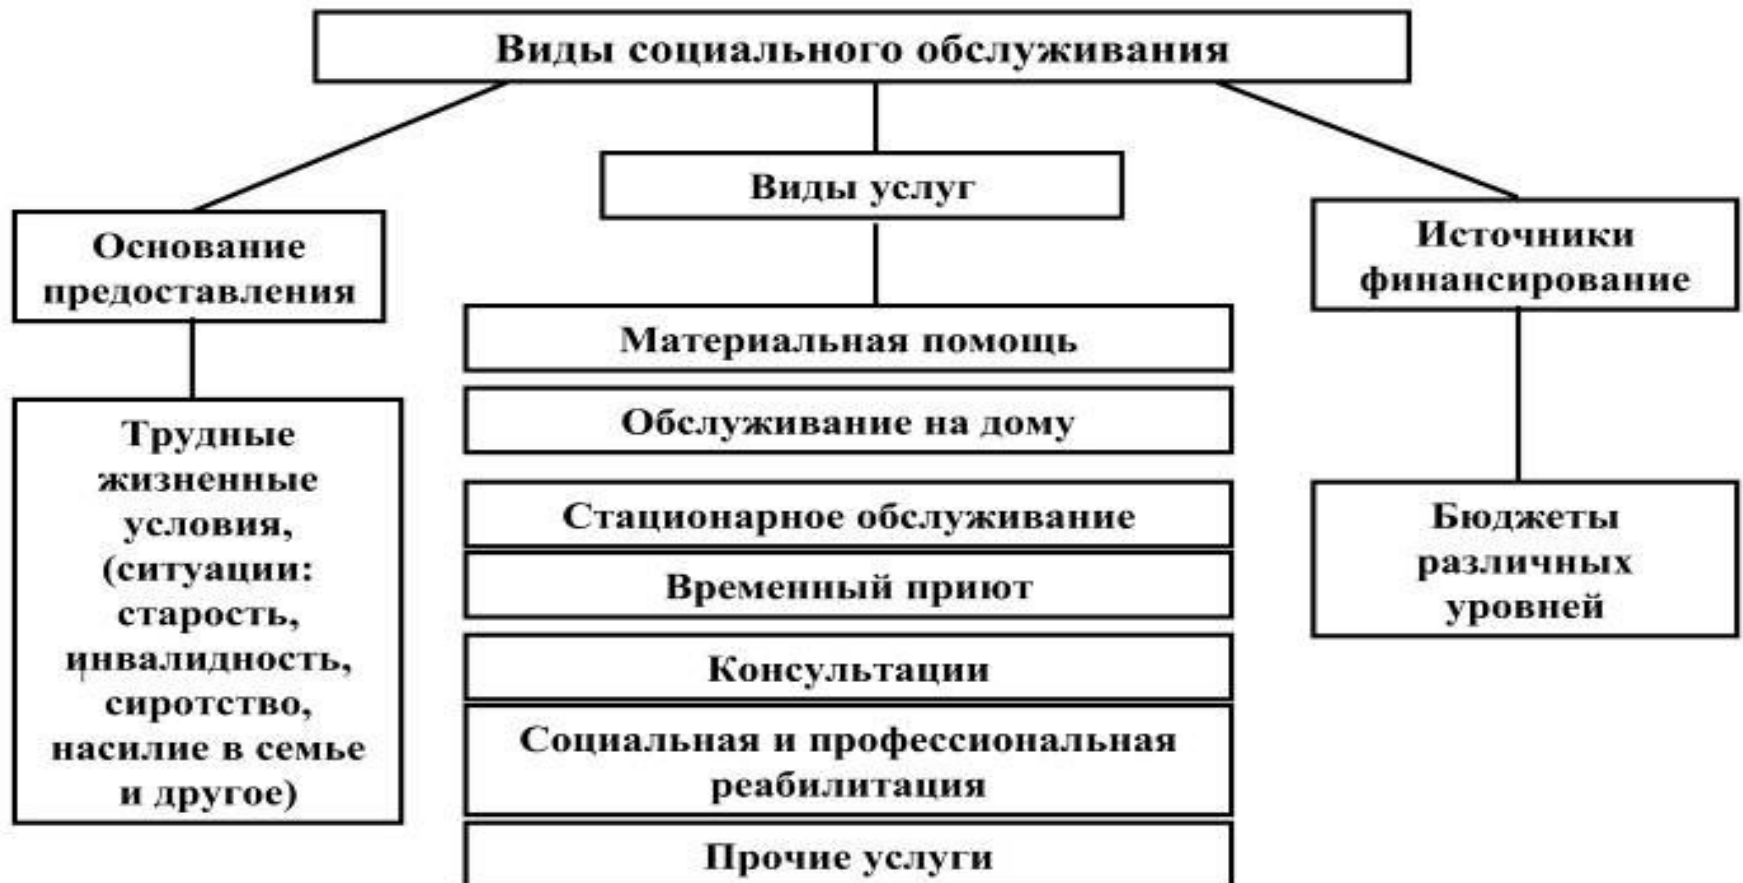 Виды социального обслуживания
Основание
предоставления
Трудные
жизненные
условия,
(ситуации:
старость,
инвалидность,
сиротство,
насилие в семье
и другое)
Виды услуг
Материальная помощь
Обслуживание на дому
Стационарное обслуживание
Временный приют
Консультации
Социальная и профессиональная
реабилитация
Прочие услуги
Источники
финансирование
Бюджеты
различных
уровней